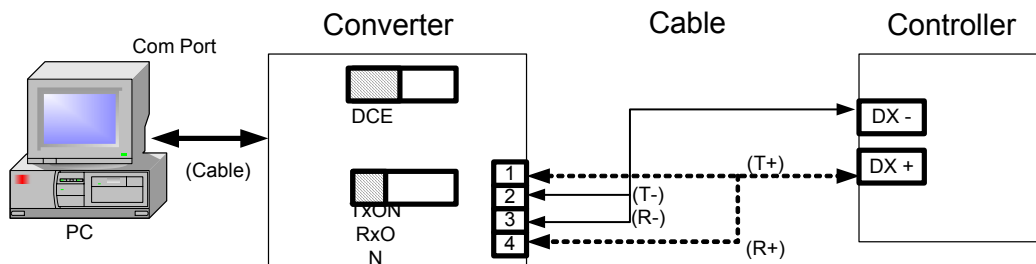 Converter
Cable
Controller
Com Port
DCE
DX -
(Cable)
1
(T+)
DX +
2
(T-)
TxON
3
(R-)
PC
RxO
4
(R+)
N